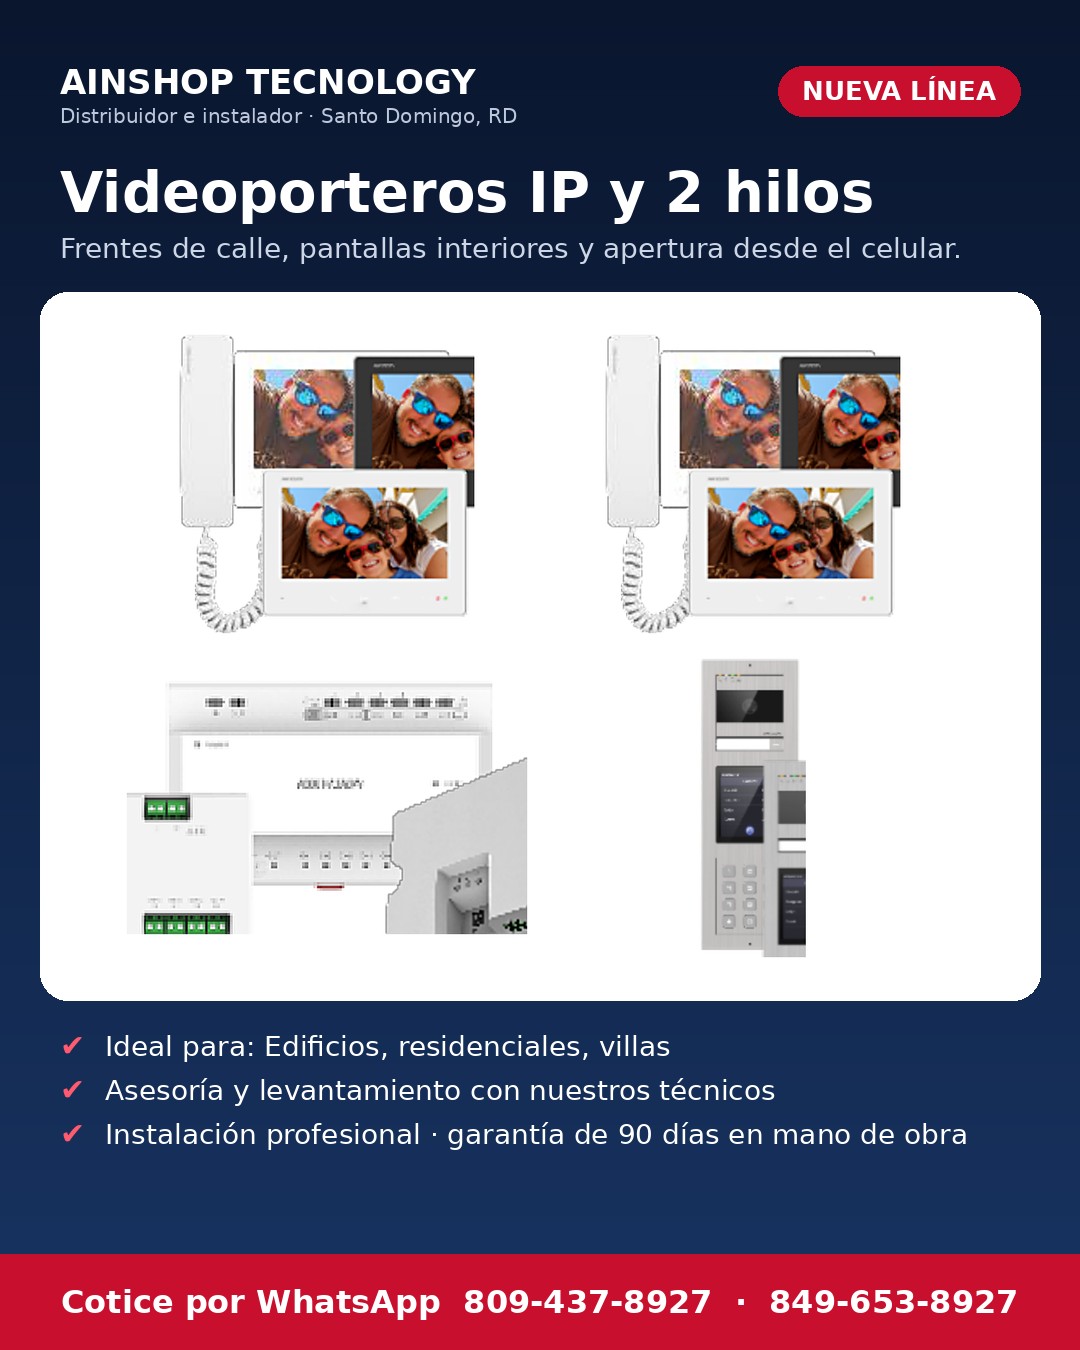 AINSHOP TECNOLOGY
Distribuidor e instalador · Santo Domingo, RD
NUEVA LÍNEA
Videoporteros IP y 2 hilos
Frentes de calle, pantallas interiores y apertura desde el celular.
✔ Ideal para: Edificios, residenciales, villas
✔ Asesoría y levantamiento con nuestros técnicos
✔ Instalación profesional · garantía de 90 días en mano de obra
Cotice por WhatsApp 809-437-8927 · 849-653-8927